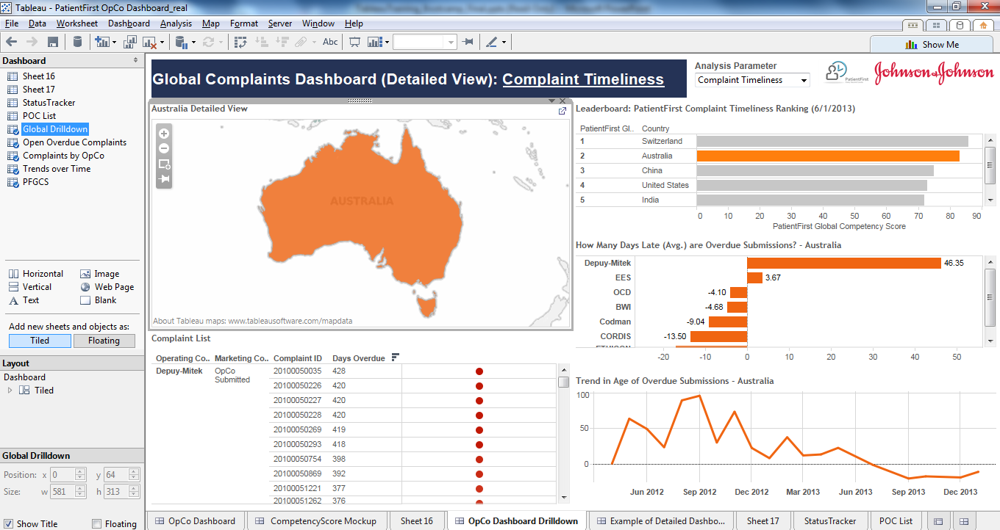 Tableau - PatientFirst OpCo Dashboard_real
File Data Worksheet Dashboard Analysis Map Format Server Window Help
Abc
Show Me
Dashboard
Sheet 16
Sheet 17
StatusTracker
POC List
Global Drilldown
Open Overdue Complaints
Complaints by OpCo
Trends over Time
PFGCS
Horizontal Image
Vertical Web Page
Text Blank
Add new sheets and objects as:
Tiled Floating
Layout
Dashboard
Tiled
Global Drilldown
Position: x 0 y 64
Size: w 581 h 313
Show Title Floating
Global Complaints Dashboard (Detailed View): Complaint Timeliness
Analysis Parameter
Complaint Timeliness
PatientFirst
Johnson & Johnson
Australia Detailed View
AUSTRALIA
About Tableau maps: www.tableausoftware.com/mapdata
Leaderboard: PatientFirst Complaint Timeliness Ranking (6/1/2013)
PatientFirst Gl.. Country
1 Switzerland
2 Australia
3 China
4 United States
5 India
0 10 20 30 40 50 60 70 80 90
PatientFirst Global Competency Score
How Many Days Late (Avg.) are Overdue Submissions? - Australia
Depuy-Mitek 46.35
EES 3.67
OCD -4.10
BWI -4.68
Codman -9.04
CORDIS -13.50
-20 -10 0 10 20 30 40 50
Complaint List
Operating Co.. Marketing Co.. Complaint ID Days Overdue
Depuy-Mitek OpCo Submitted 20100050035 428
20100050226 420
20100050227 420
20100050228 420
20100050269 419
20100050293 418
20100050754 398
20100050869 392
20100051221 377
20100051262 376
Trend in Age of Overdue Submissions - Australia
100
50
0
Jun 2012 Sep 2012 Dec 2012 Mar 2013 Jun 2013 Sep 2013 Dec 2013
OpCo Dashboard CompetencyScore Mockup Sheet 16 OpCo Dashboard Drilldown Example of Detailed Dashbo... Sheet 17 StatusTracker POC List